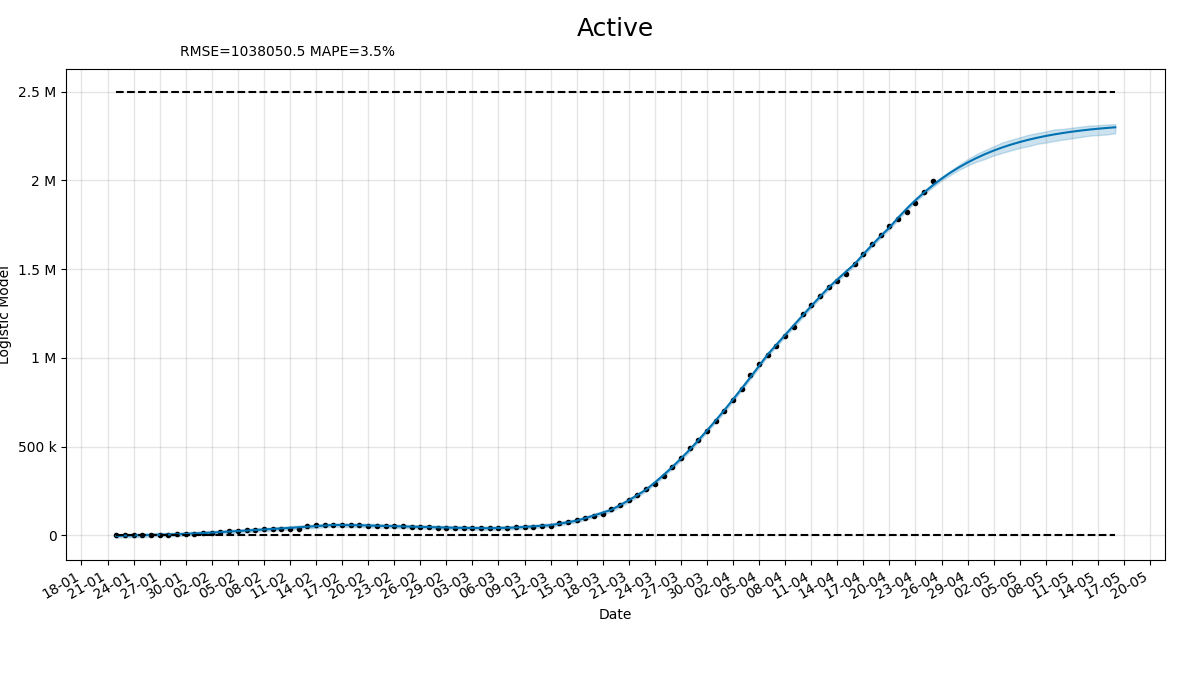 Active
RMSE=1038050.5 MAPE=3.5%
2.5 M
2 M
1.5 M
1 M
500 k
0
Logistic Model
18-01 21-01 24-01 27-01 30-01 02-02 05-02 08-02 11-02 14-02 17-02 20-02 23-02 26-02 29-02 03-03 06-03 09-03 12-03 15-03 18-03 21-03 24-03 27-03 30-03 02-04 05-04 08-04 11-04 14-04 17-04 20-04 23-04 26-04 29-04 02-05 05-05 08-05 11-05 14-05 17-05 20-05
Date